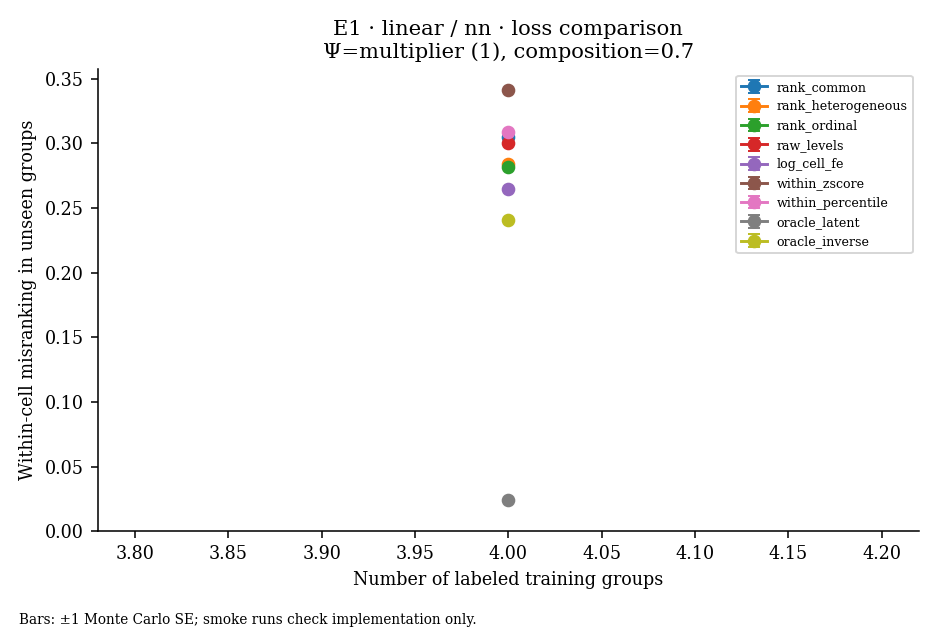 E1 · linear / nn · loss comparison
Ψ=multiplier (1), composition=0.7
Within-cell misranking in unseen groups
0.35
0.30
0.25
0.20
0.15
0.10
0.05
0.00
rank_common
rank_heterogeneous
rank_ordinal
raw_levels
log_cell_fe
within_zscore
within_percentile
oracle_latent
oracle_inverse
3.80 3.85 3.90 3.95 4.00 4.05 4.10 4.15 4.20
Number of labeled training groups
Bars: ±1 Monte Carlo SE; smoke runs check implementation only.